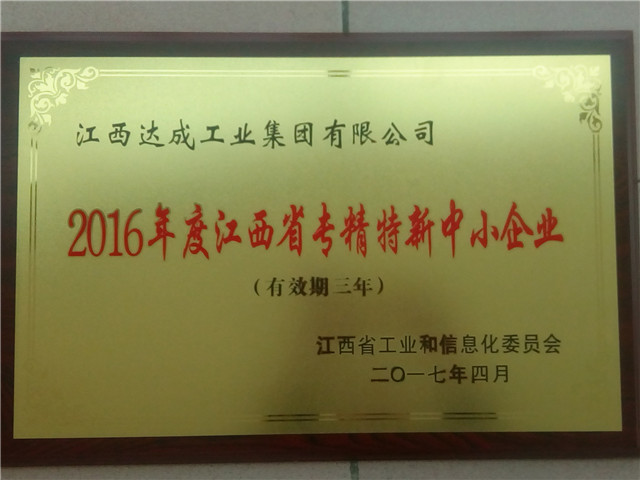 江西达成工业集团有限公司
2016年度江西省专精特新中小企业
(有效期三年)
江西省工业和信息化委员会
二〇一七年四月